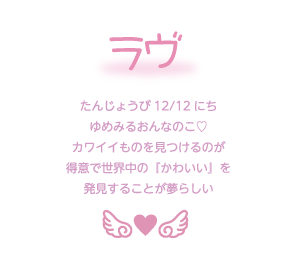 ラヴ
たんじょうび 12/12 にち
ゆめみるおんなのこ♡
カワイイものを見つけるのが
得意で世界中の『かわいい』を
発見することが夢らしい